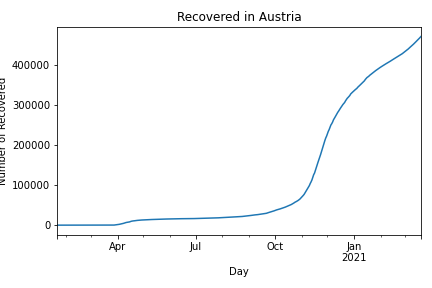 Recovered in Austria
Number of Recovered
400000
300000
200000
100000
0
Apr
Jul
Oct
Jan
2021
Day